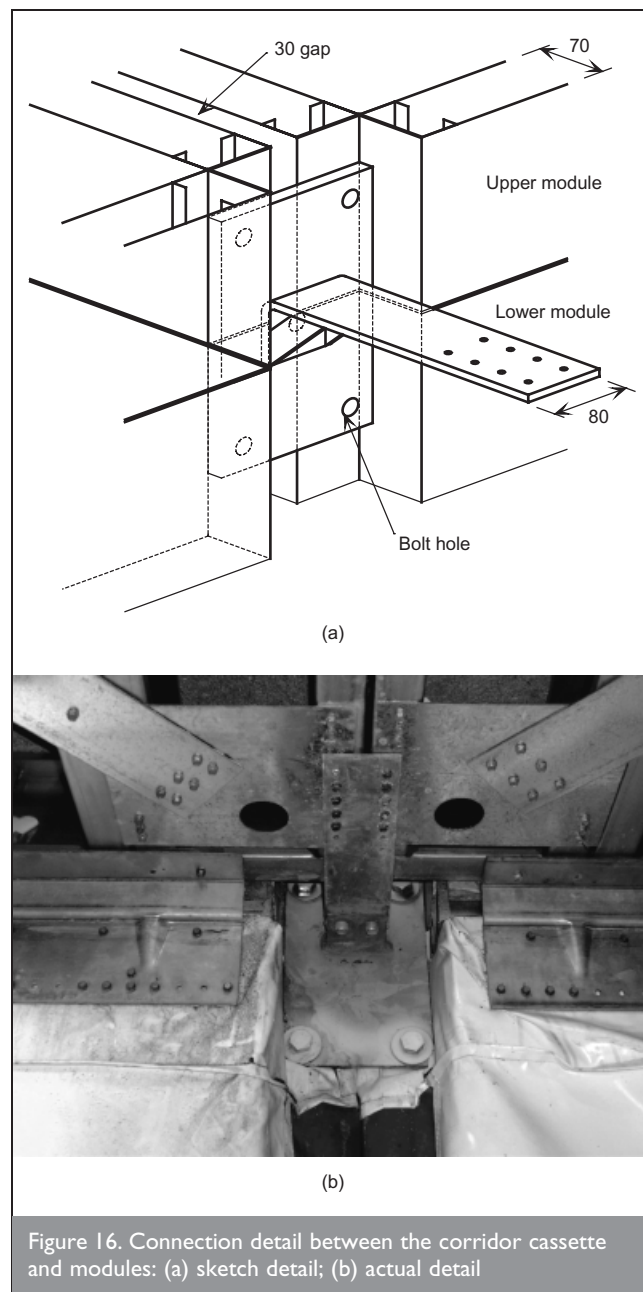 30 gap
70
Upper module
Lower module
80
Bolt hole
(a)
(b)
Figure 16. Connection detail between the corridor cassette
and modules: (a) sketch detail; (b) actual detail